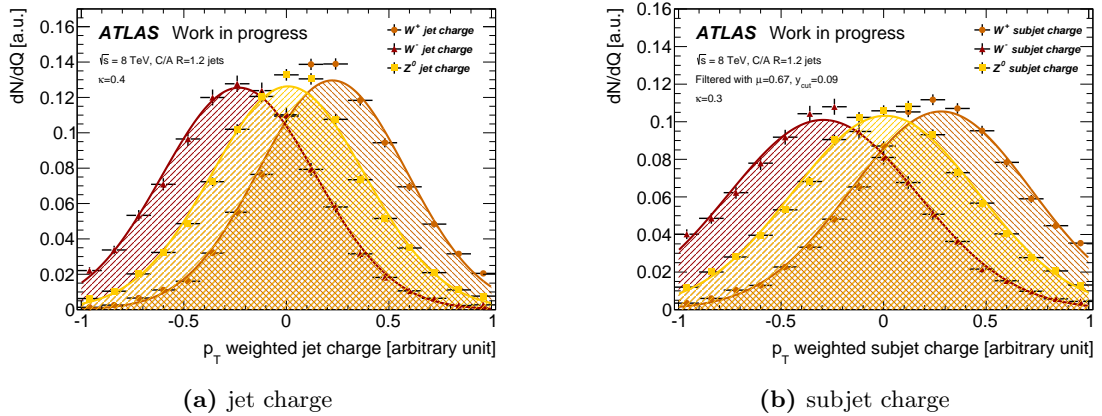 dN/dQ [a.u.]
0.16
0.14
0.12
0.1
0.08
0.06
0.04
0.02
0
ATLAS Work in progress
√s = 8 TeV, C/A R=1.2 jets
κ=0.4
W+ jet charge
W- jet charge
Z0 jet charge
-1 -0.5 0 0.5 1
pT weighted jet charge [arbitrary unit]
(a) jet charge
dN/dQ [a.u.]
0.16
0.14
0.12
0.1
0.08
0.06
0.04
0.02
0
ATLAS Work in progress
√s = 8 TeV, C/A R=1.2 jets
Filtered with μ=0.67, ycut=0.09
κ=0.3
W+ subjet charge
W- subjet charge
Z0 subjet charge
-1 -0.5 0 0.5 1
pT weighted subjet charge [arbitrary unit]
(b) subjet charge